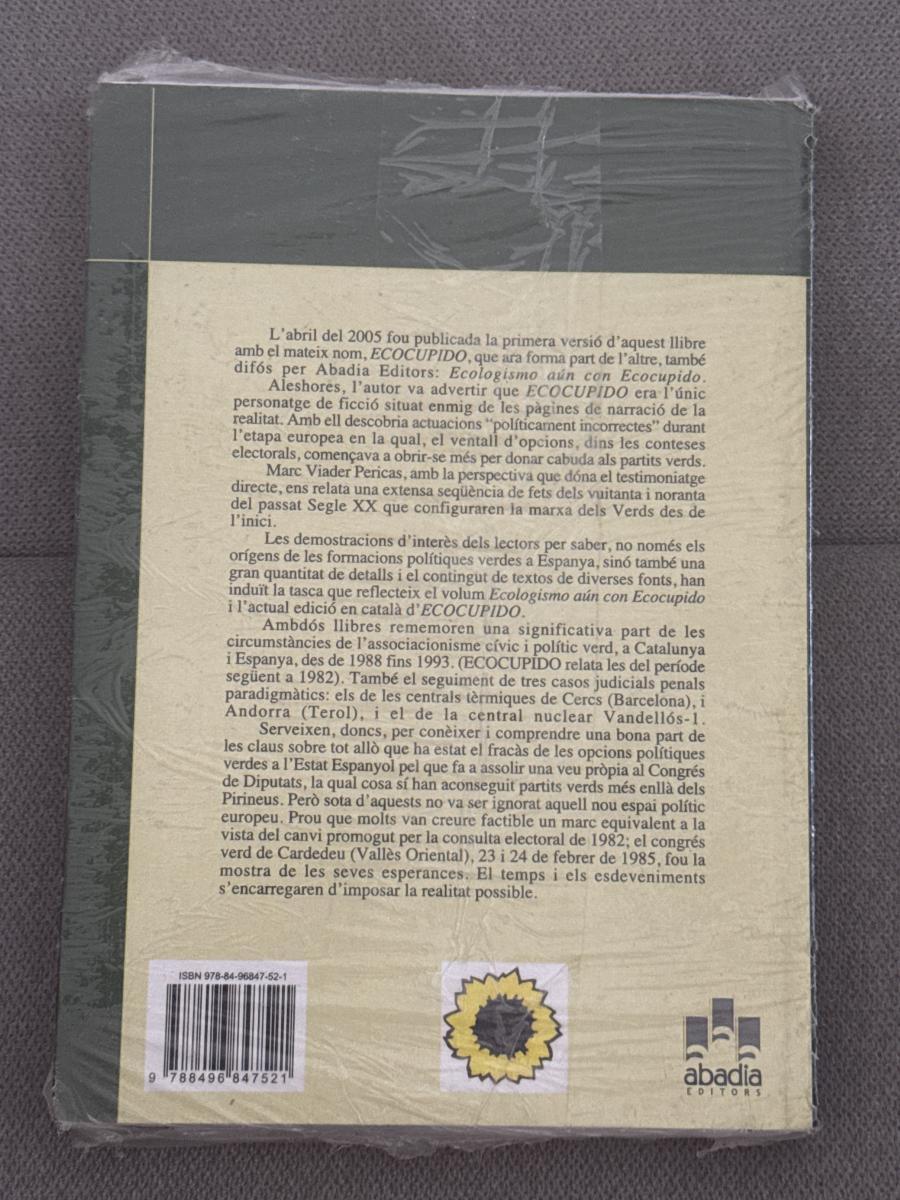 L'abril del 2005 fou publicada la primera versió d'aquest llibre
amb el mateix nom, ECOCUPIDO, que ara forma part de l'altre, també
difós per Abadia Editors: Ecologismo aún con Ecocupido.
Aleshores, l'autor va advertir que ECOCUPIDO era l'únic
personatge de ficció situat enmig de les pàgines de narració de la
realitat. Amb ell descobria actuacions "políticament incorrectes" durant
l'etapa europea en la qual, el ventall d'opcions, dins les conteses
electorals, començava a obrir-se més per donar cabuda als partits verds.
Marc Viader Pericas, amb la perspectiva que dóna el testimoniatge
directe, ens relata una extensa seqüència de fets dels vuitanta i noranta
del passat Segle XX que configuraren la marxa dels Verds des de
l'inici.
Les demostracions d'interès dels lectors per saber, no només els
orígens de les formacions polítiques verdes a Espanya, sinó també una
gran quantitat de detalls i el contingut de textos de diverses fonts, han
induït la tasca que reflecteix el volum Ecologismo aún con Ecocupido
i l'actual edició en català d'ECOCUPIDO.
Ambdós llibres rememoren una significativa part de les
circumstàncies de l'associacionisme cívic i polític verd, a Catalunya
i Espanya, des de 1988 fins 1993. (ECOCUPIDO relata les del període
següent a 1982). També el seguiment de tres casos judicials penals
paradigmàtics: els de les centrals tèrmiques de Cercs (Barcelona), i
Andorra (Terol), i el de la central nuclear Vandellós-1.
Serveixen, doncs, per conèixer i comprendre una bona part de
les claus sobre tot allò que ha estat el fracàs de les opcions polítiques
verdes a l'Estat Espanyol pel que fa a assolir una veu pròpia al Congrés
de Diputats, la qual cosa sí han aconseguit partits verds més enllà dels
Pirineus. Però sota d'aquests no va ser ignorat aquell nou espai polític
europeu. Prou que molts van creure factible un marc equivalent a la
vista del canvi promogut per la consulta electoral de 1982; el congrés
verd de Cardedeu (Vallès Oriental), 23 i 24 de febrer de 1985, fou la
mostra de les seves esperances. El temps i els esdeveniments
s'encarregaren d'imposar la realitat possible.
ISBN 978-84-96847-52-1
9 788496 847521
abadia
EDITORS